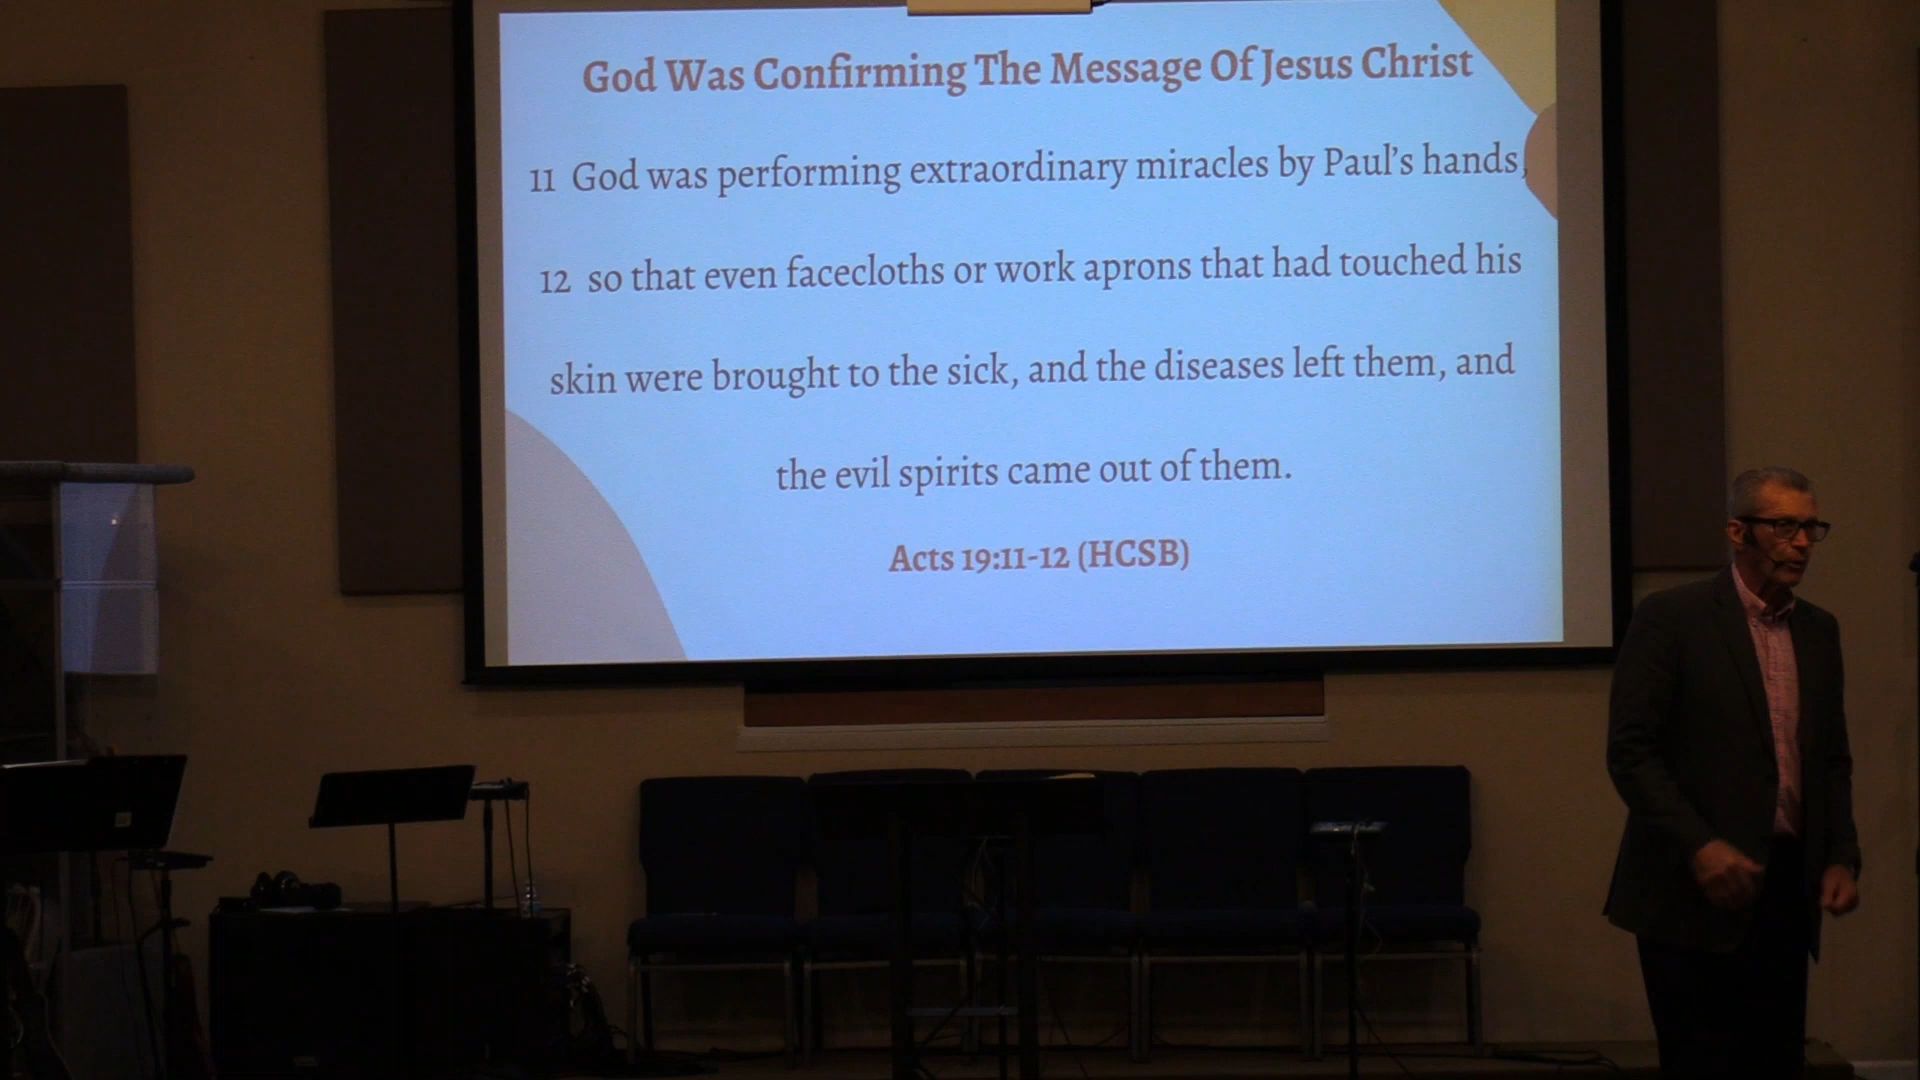 God Was Confirming The Message Of Jesus Christ
11 God was performing extraordinary miracles by Paul's hands,
12 so that even facecloths or work aprons that had touched his
skin were brought to the sick, and the diseases left them, and
the evil spirits came out of them.
Acts 19:11-12 (HCSB)